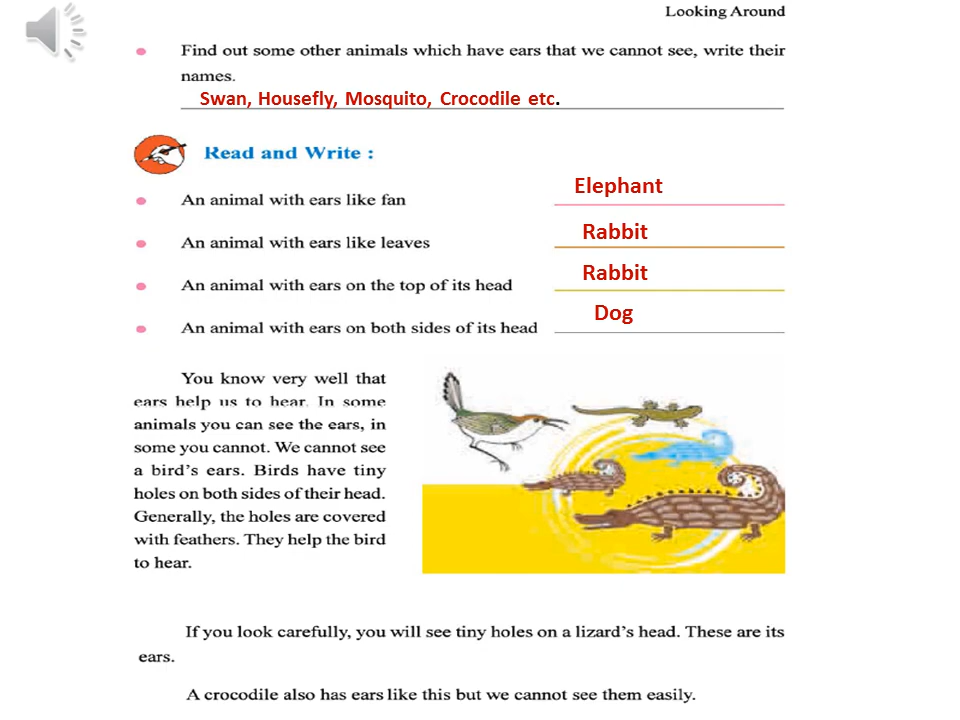 Looking Around
Find out some other animals which have ears that we cannot see, write their
names.
Swan, Housefly, Mosquito, Crocodile etc.
Read and Write :
An animal with ears like fan
Elephant
An animal with ears like leaves
Rabbit
An animal with ears on the top of its head
Rabbit
An animal with ears on both sides of its head
Dog
You know very well that
ears help us to hear. In some
animals you can see the ears, in
some you cannot. We cannot see
a bird's ears. Birds have tiny
holes on both sides of their head.
Generally, the holes are covered
with feathers. They help the bird
to hear.
If you look carefully, you will see tiny holes on a lizard's head. These are its
ears.
A crocodile also has ears like this but we cannot see them easily.